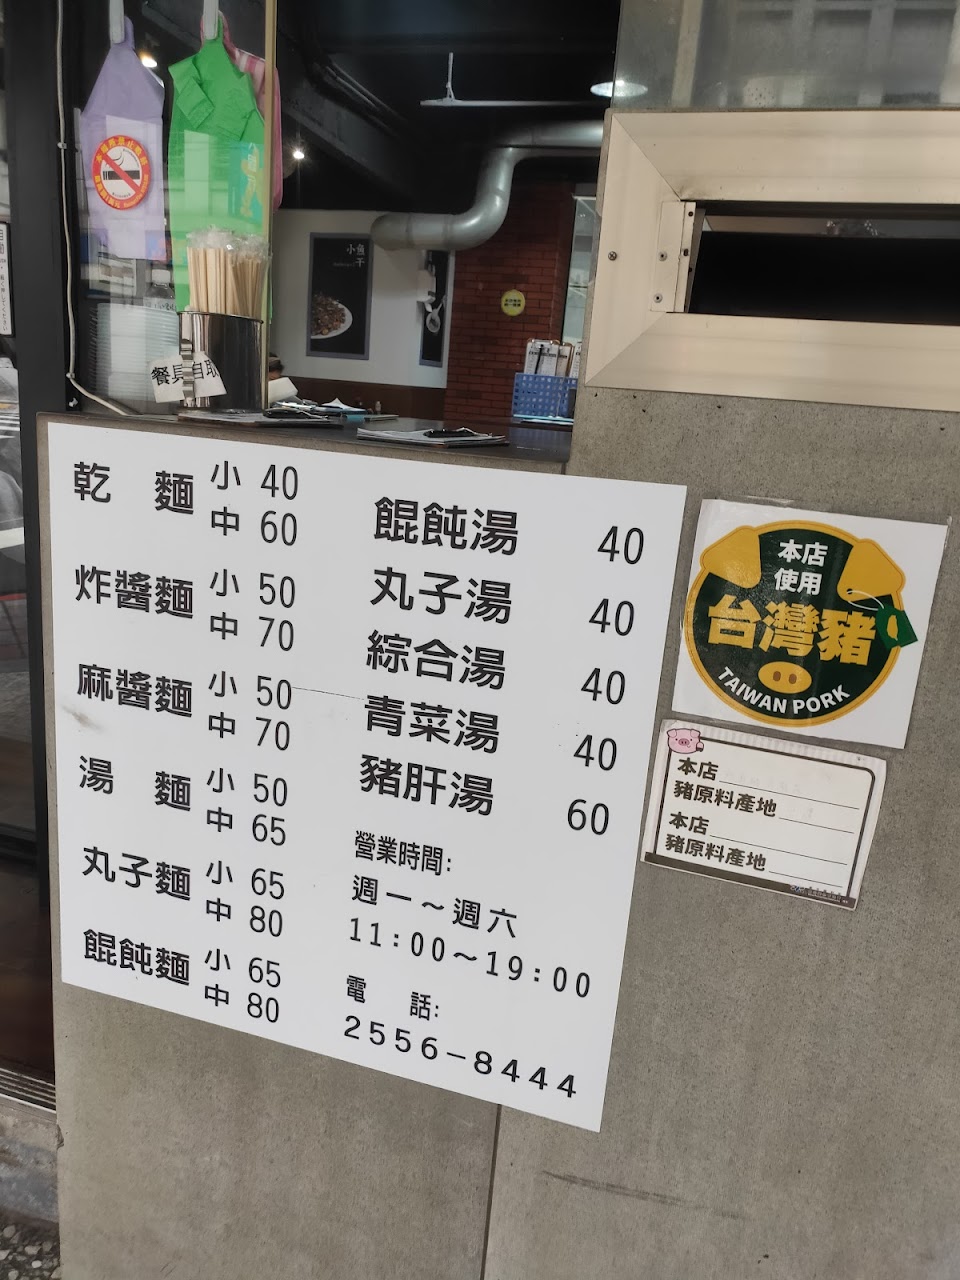 小魚
干
餐具自取
乾 麵 小 40
中 60
炸醬麵 小 50
中 70
麻醬麵 小 50
中 70
湯 麵 小 50
中 65
丸子麵 小 65
中 80
餛飩麵 小 65
中 80
餛飩湯 40
丸子湯 40
綜合湯 40
青菜湯 40
豬肝湯 60
營業時間:
週一～週六
11:00～19:00
電 話:
2556-8444
本店
使用
台灣豬
TAIWAN PORK
本店
豬原料產地
本店
豬原料產地